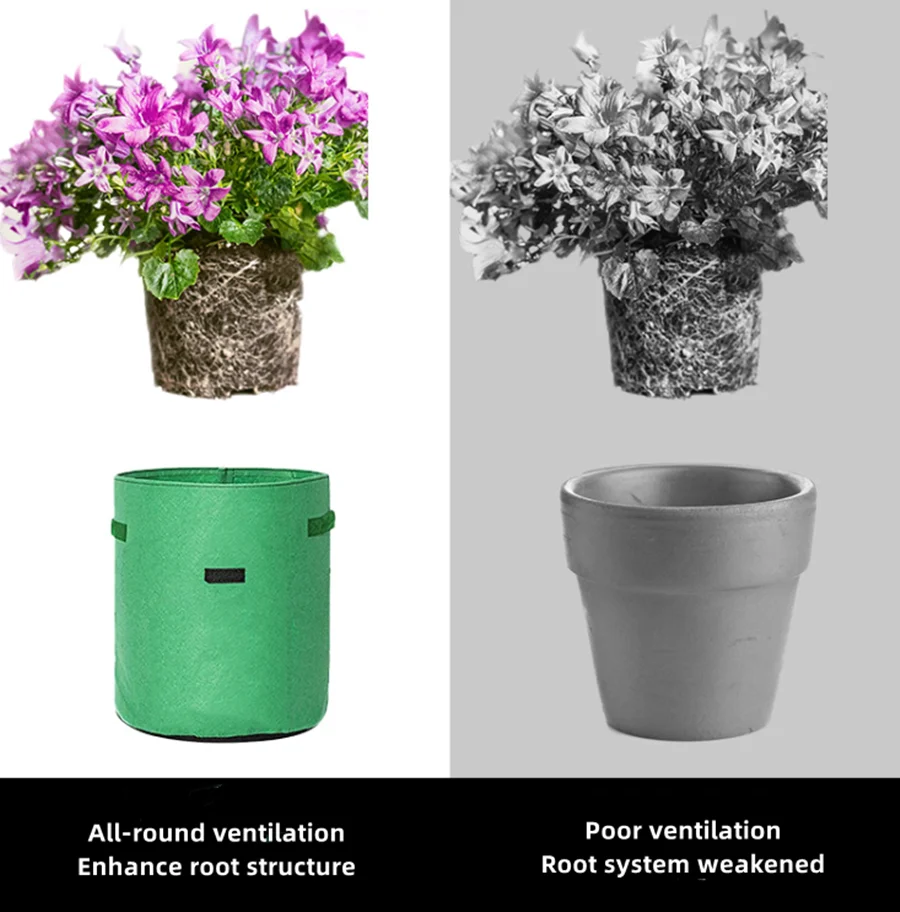 All-round ventilation
Enhance root structure
Poor ventilation
Root system weakened